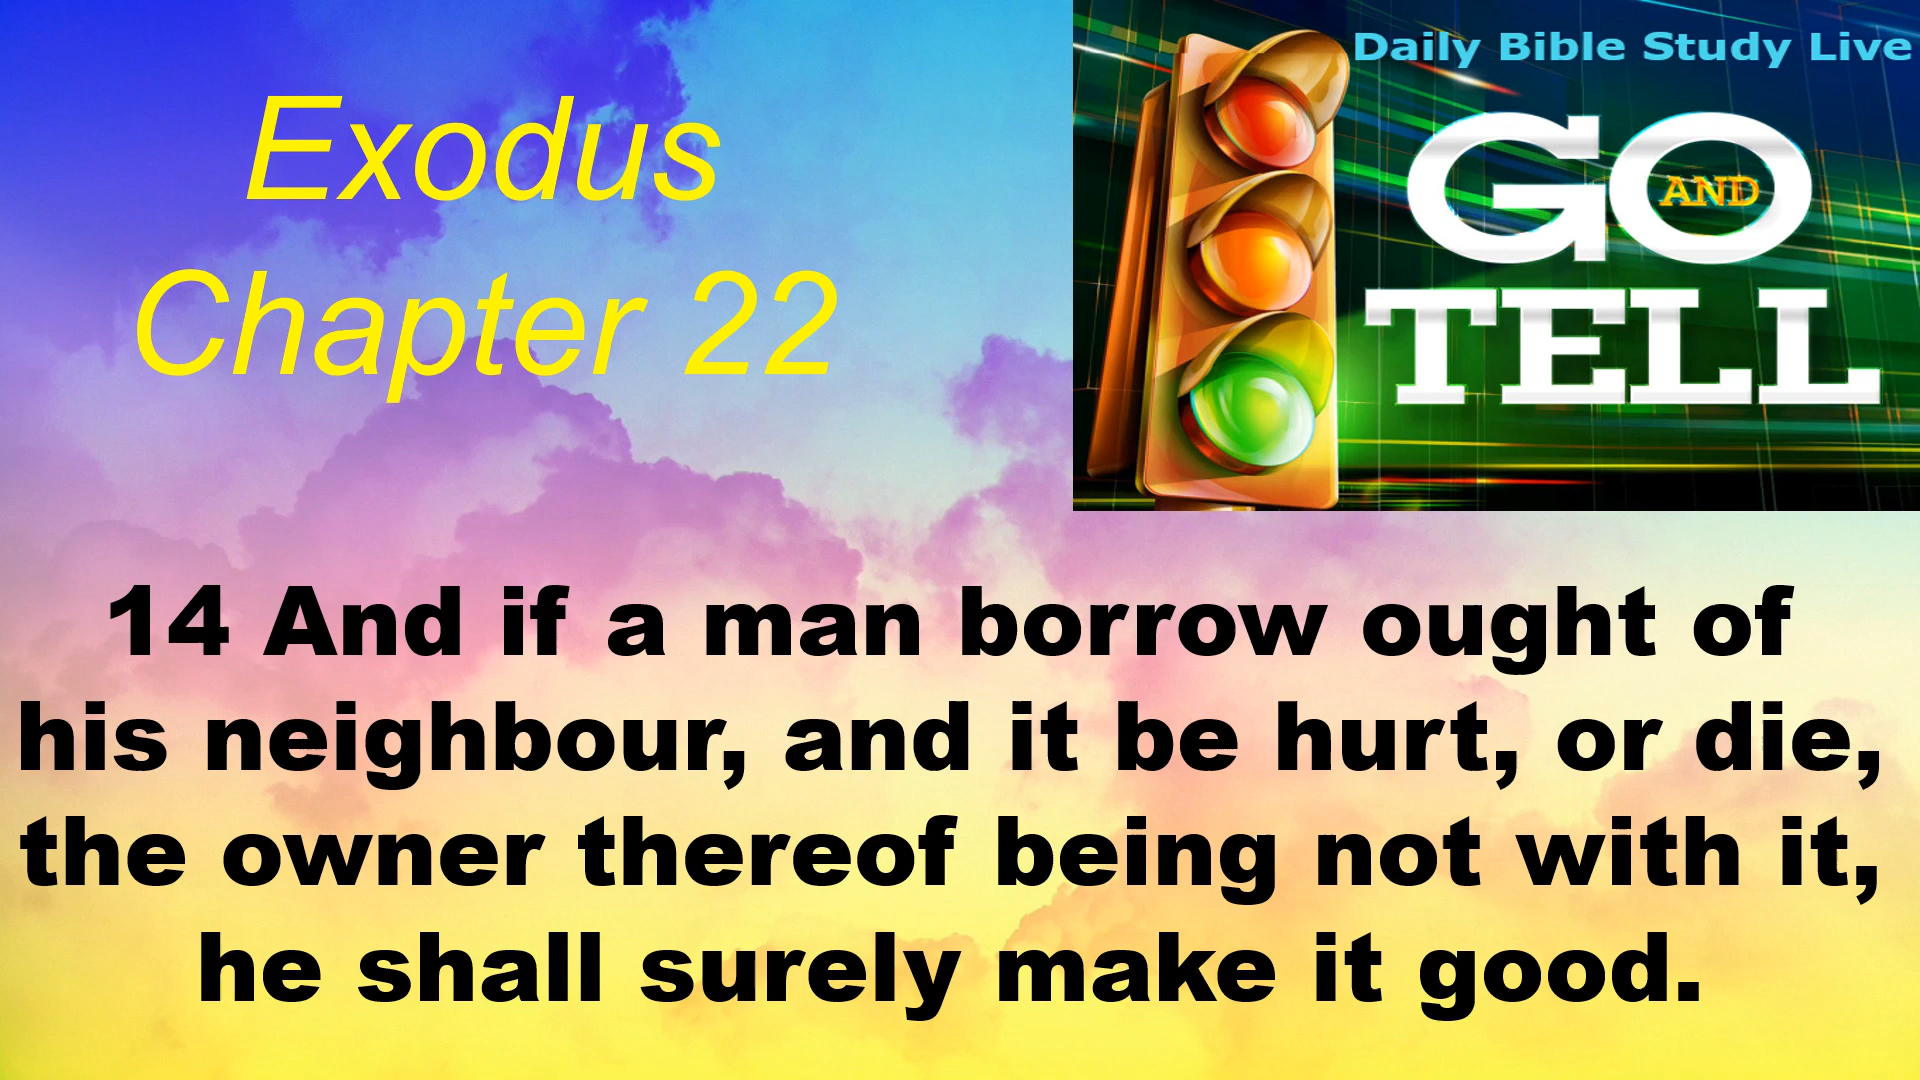 Exodus
Chapter 22
Daily Bible Study Live
GO AND
TELL
14 And if a man borrow ought of
his neighbour, and it be hurt, or die,
the owner thereof being not with it,
he shall surely make it good.